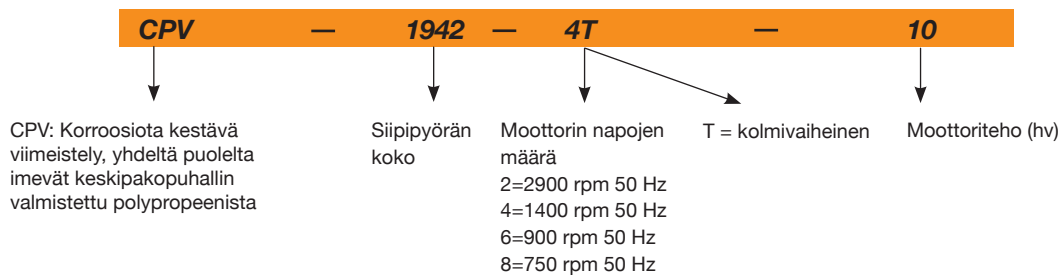 CPV — 1942 — 4T — 10
CPV: Korroosiota kestävä
viimeistely, yhdeltä puolelta
imevät keskipakopuhallin
valmistettu polypropeenista
Siipipyörän
koko
Moottorin napojen
määrä
2=2900 rpm 50 Hz
4=1400 rpm 50 Hz
6=900 rpm 50 Hz
8=750 rpm 50 Hz
T = kolmivaiheinen
Moottoriteho (hv)